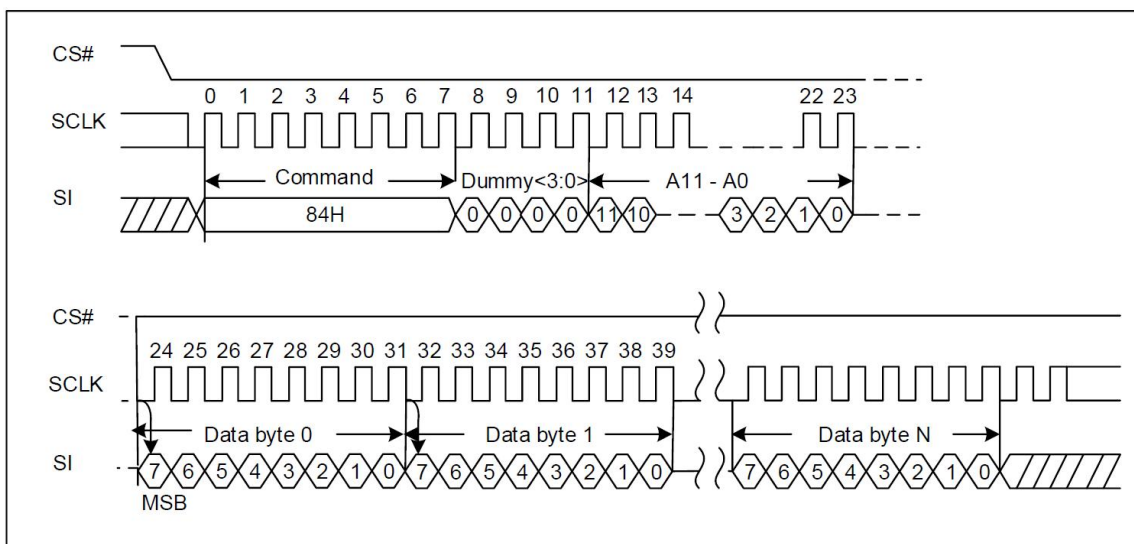 CS#
0 1 2 3 4 5 6 7 8 9 10 11 12 13 14 22 23
SCLK
Command Dummy<3:0> A11 - A0
SI
84H 0 0 0 0 11 10 3 2 1 0
CS#
24 25 26 27 28 29 30 31 32 33 34 35 36 37 38 39
SCLK
Data byte 0 Data byte 1 Data byte N
SI
7 6 5 4 3 2 1 0 7 6 5 4 3 2 1 0 7 6 5 4 3 2 1 0
MSB